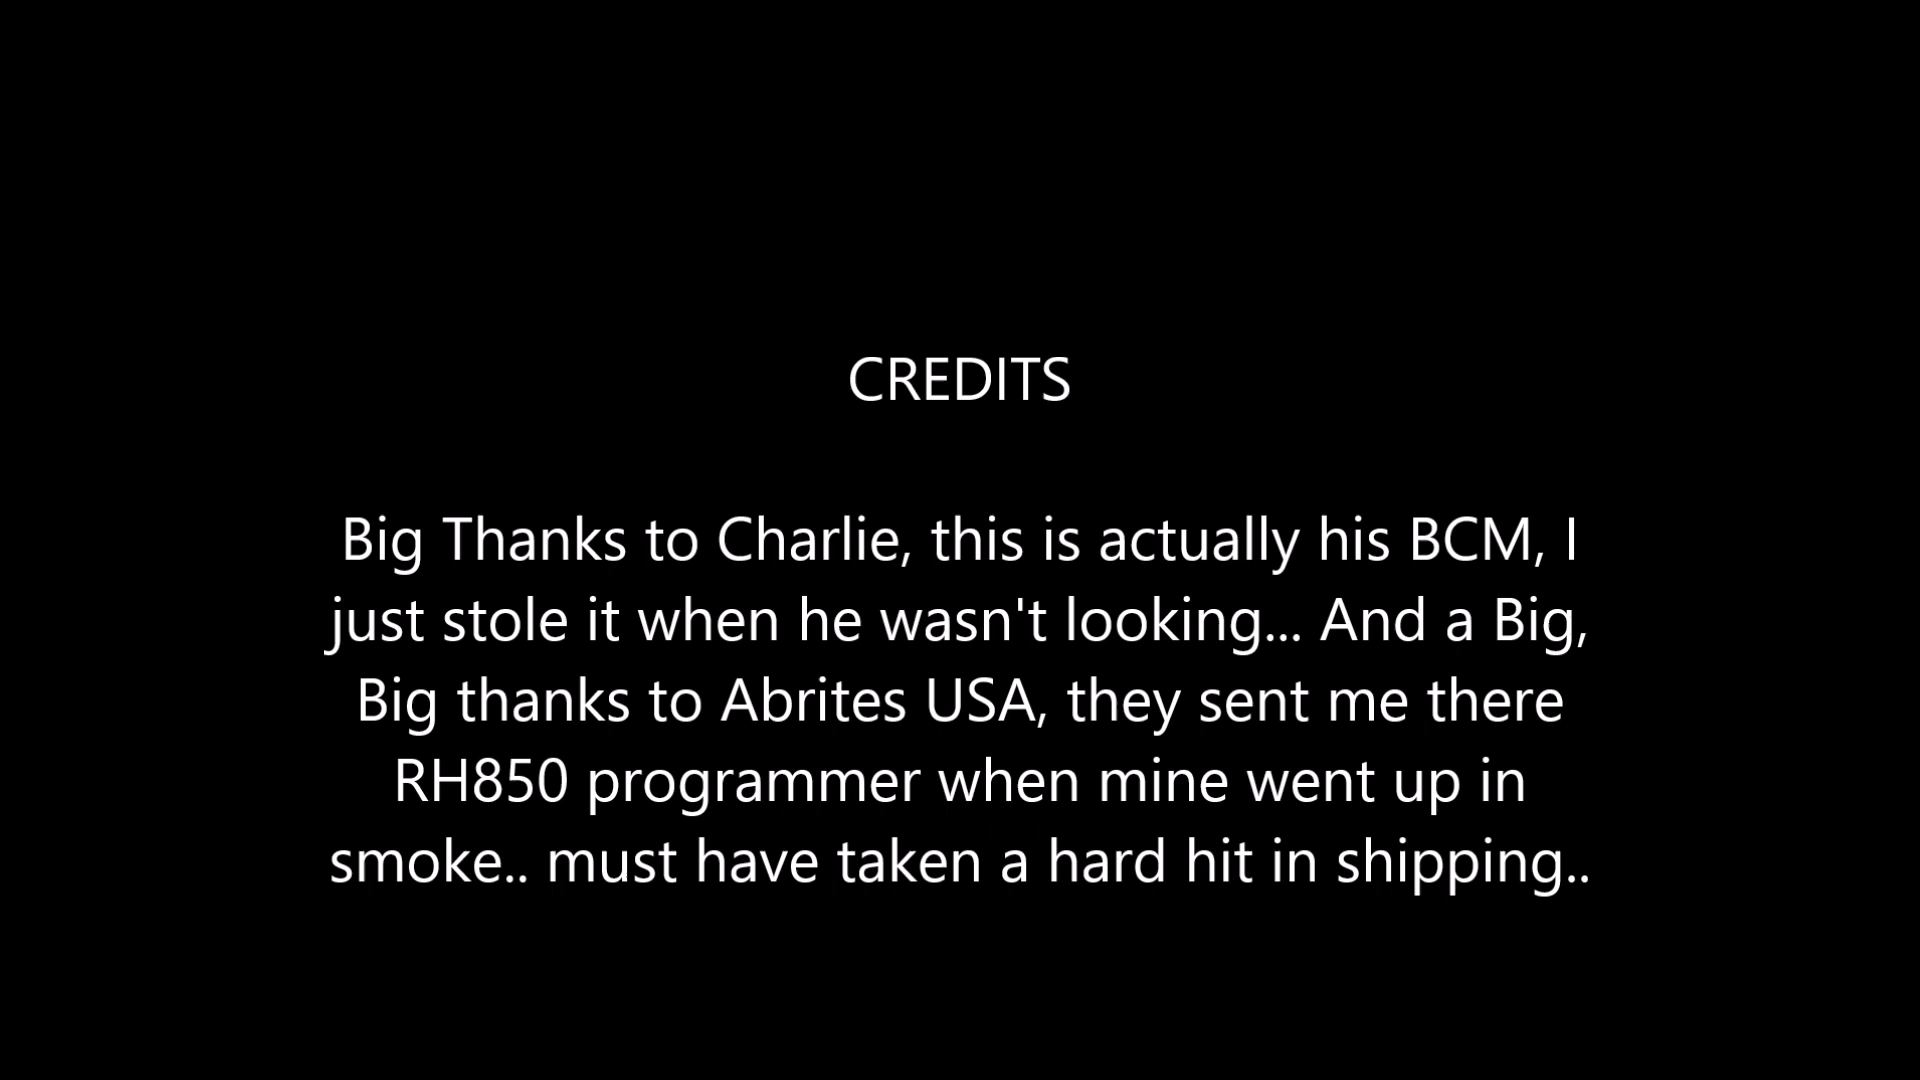 CREDITS
Big Thanks to Charlie, this is actually his BCM, I
just stole it when he wasn't looking... And a Big,
Big thanks to Abrites USA, they sent me there
RH850 programmer when mine went up in
smoke.. must have taken a hard hit in shipping..